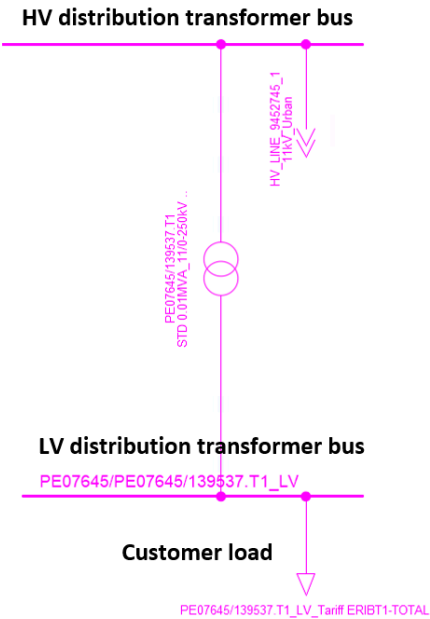 HV distribution transformer bus
HV_LINE_9452745_1
11kV_Urban
PE07645/139537.T1
STD 0.01MVA_11/0-250kV ..
LV distribution transformer bus
PE07645/PE07645/139537.T1_LV
Customer load
PE07645/139537.T1_LV_Tariff ERIBT1-TOTAL